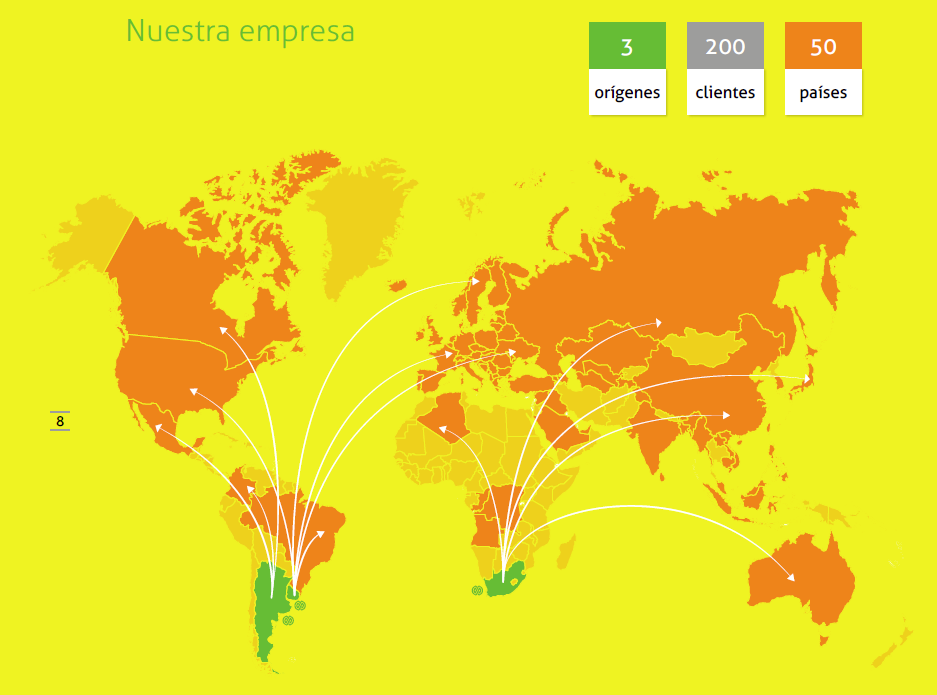 Nuestra empresa
3
200
50
orígenes
clientes
países
8